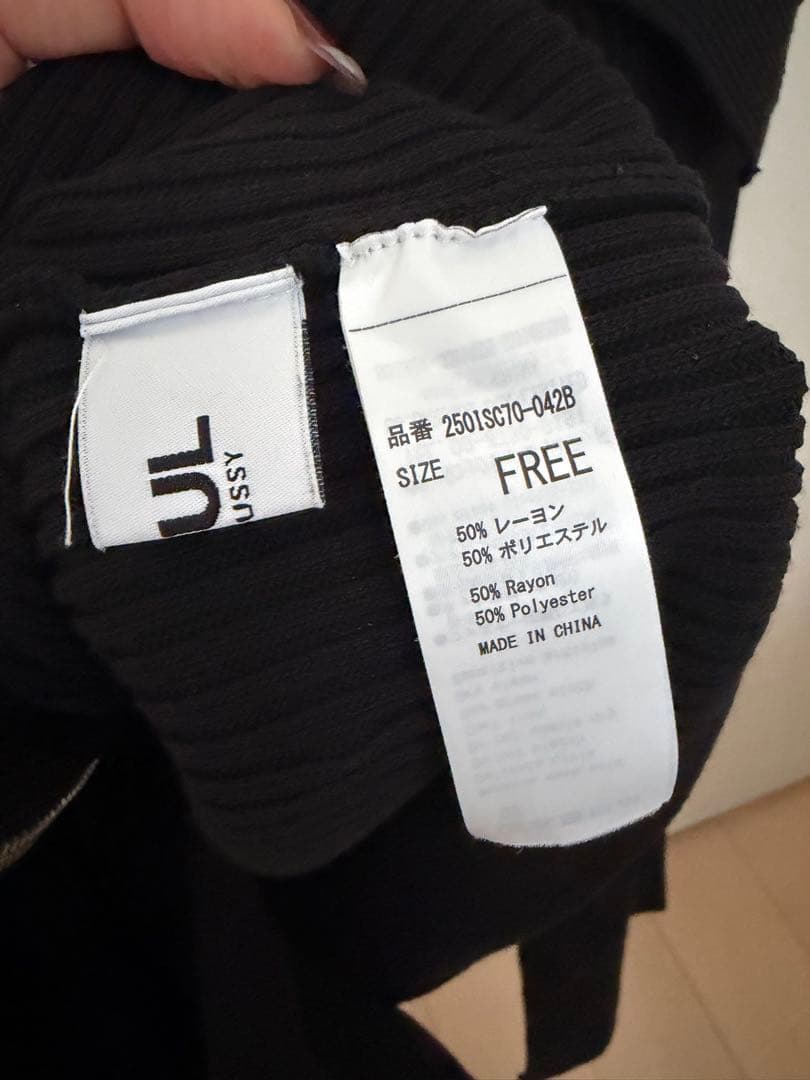 UL
USSY
品番 2501SC70-042B
SIZE FREE
50% レーヨン
50% ポリエステル
50% Rayon
50% Polyester
MADE IN CHINA